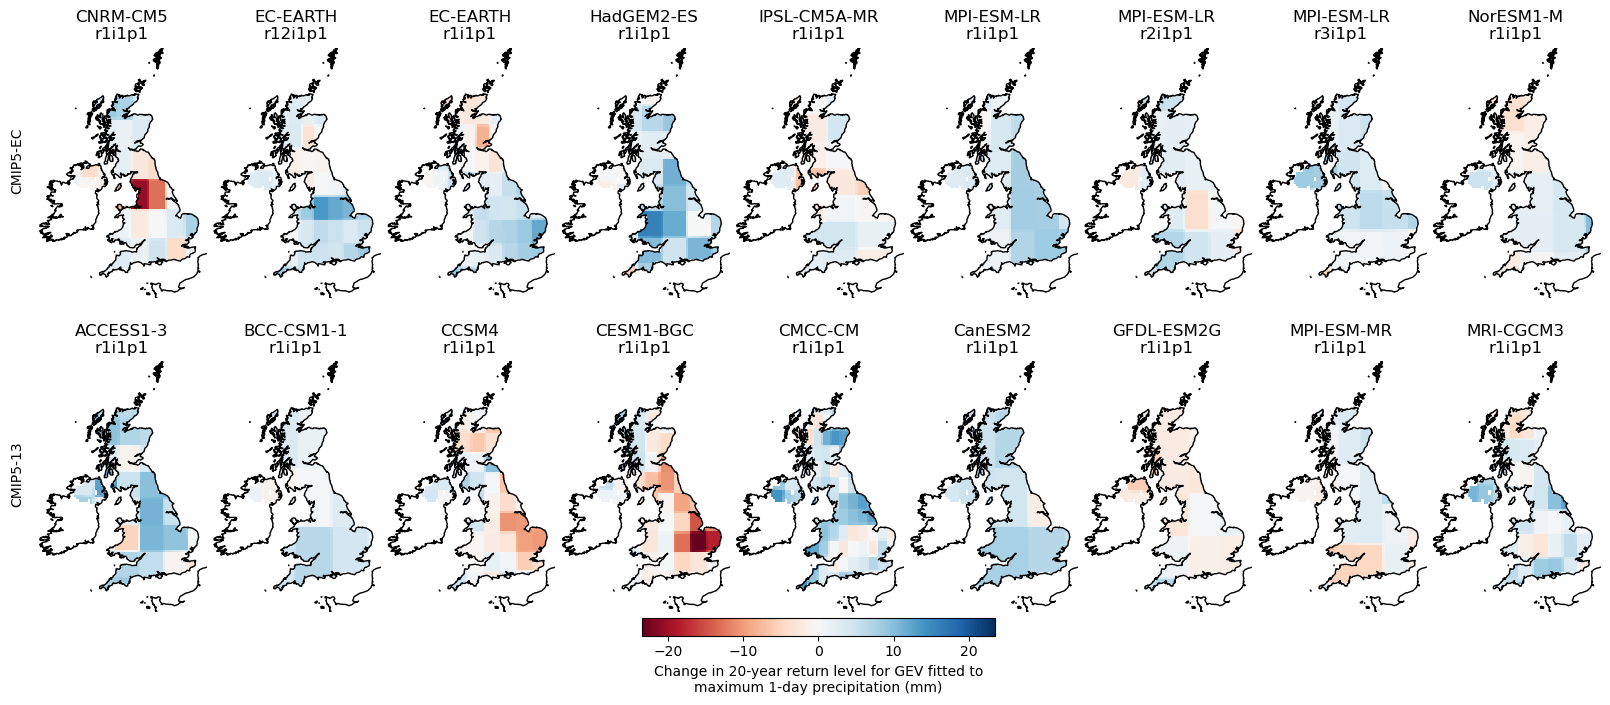 CNRM-CM5
r1i1p1
EC-EARTH
r12i1p1
EC-EARTH
r1i1p1
HadGEM2-ES
r1i1p1
IPSL-CM5A-MR
r1i1p1
MPI-ESM-LR
r1i1p1
MPI-ESM-LR
r2i1p1
MPI-ESM-LR
r3i1p1
NorESM1-M
r1i1p1
CMIP5-EC
ACCESS1-3
r1i1p1
BCC-CSM1-1
r1i1p1
CCSM4
r1i1p1
CESM1-BGC
r1i1p1
CMCC-CM
r1i1p1
CanESM2
r1i1p1
GFDL-ESM2G
r1i1p1
MPI-ESM-MR
r1i1p1
MRI-CGCM3
r1i1p1
CMIP5-13
−20 −10 0 10 20
Change in 20-year return level for GEV fitted to
maximum 1-day precipitation (mm)